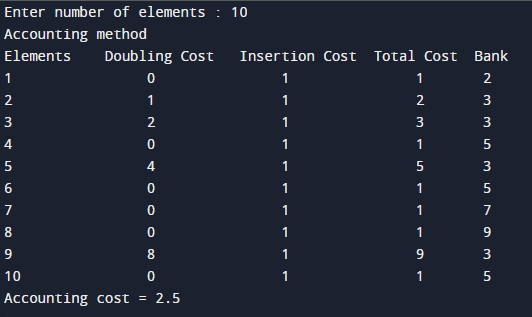 Enter number of elements : 10
Accounting method
Elements Doubling Cost Insertion Cost Total Cost Bank
1 0 1 1 2
2 1 1 2 3
3 2 1 3 3
4 0 1 1 5
5 4 1 5 3
6 0 1 1 5
7 0 1 1 7
8 0 1 1 9
9 8 1 9 3
10 0 1 1 5
Accounting cost = 2.5